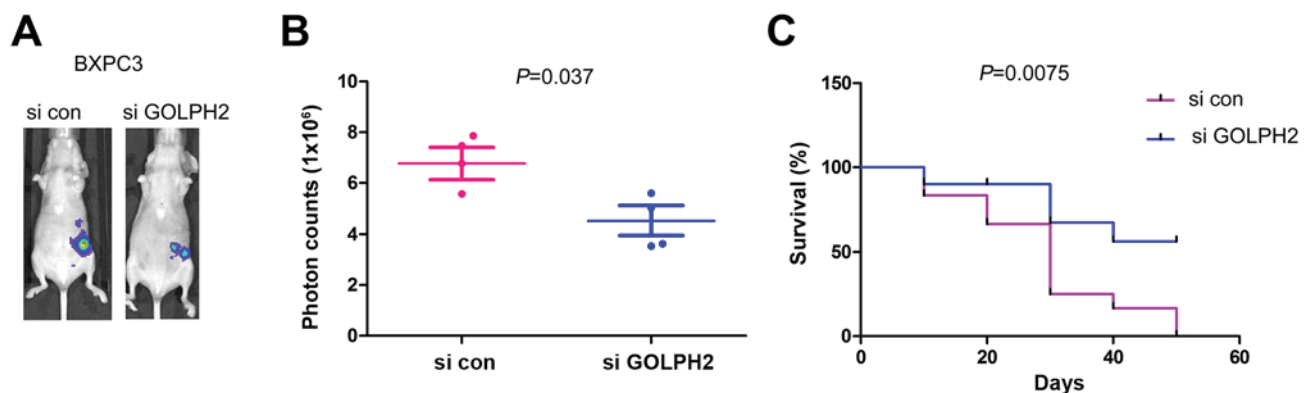 A
BXPC3
si con
si GOLPH2
B
P=0.037
Photon counts (1x10⁶)
10
8
6
4
2
0
si con
si GOLPH2
C
P=0.0075
si con
si GOLPH2
Survival (%)
150
100
50
0
0 20 40 60
Days